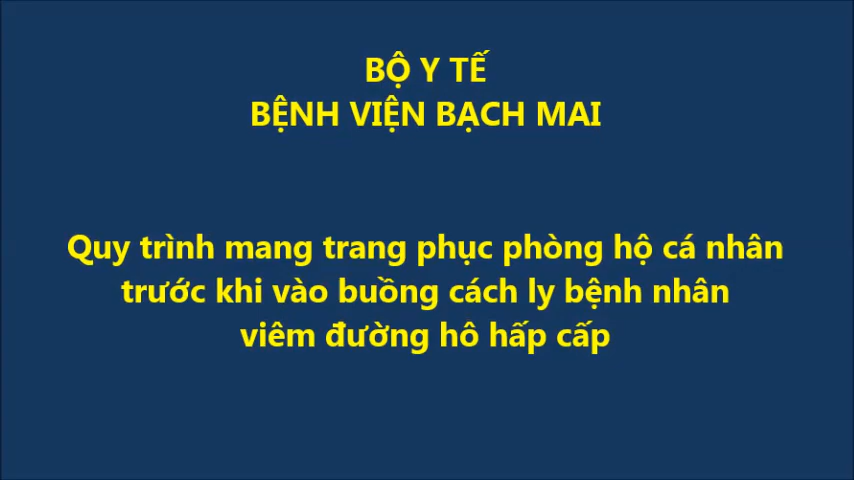 BỘ Y TẾ
BỆNH VIỆN BẠCH MAI
Quy trình mang trang phục phòng hộ cá nhân
trước khi vào buồng cách ly bệnh nhân
viêm đường hô hấp cấp